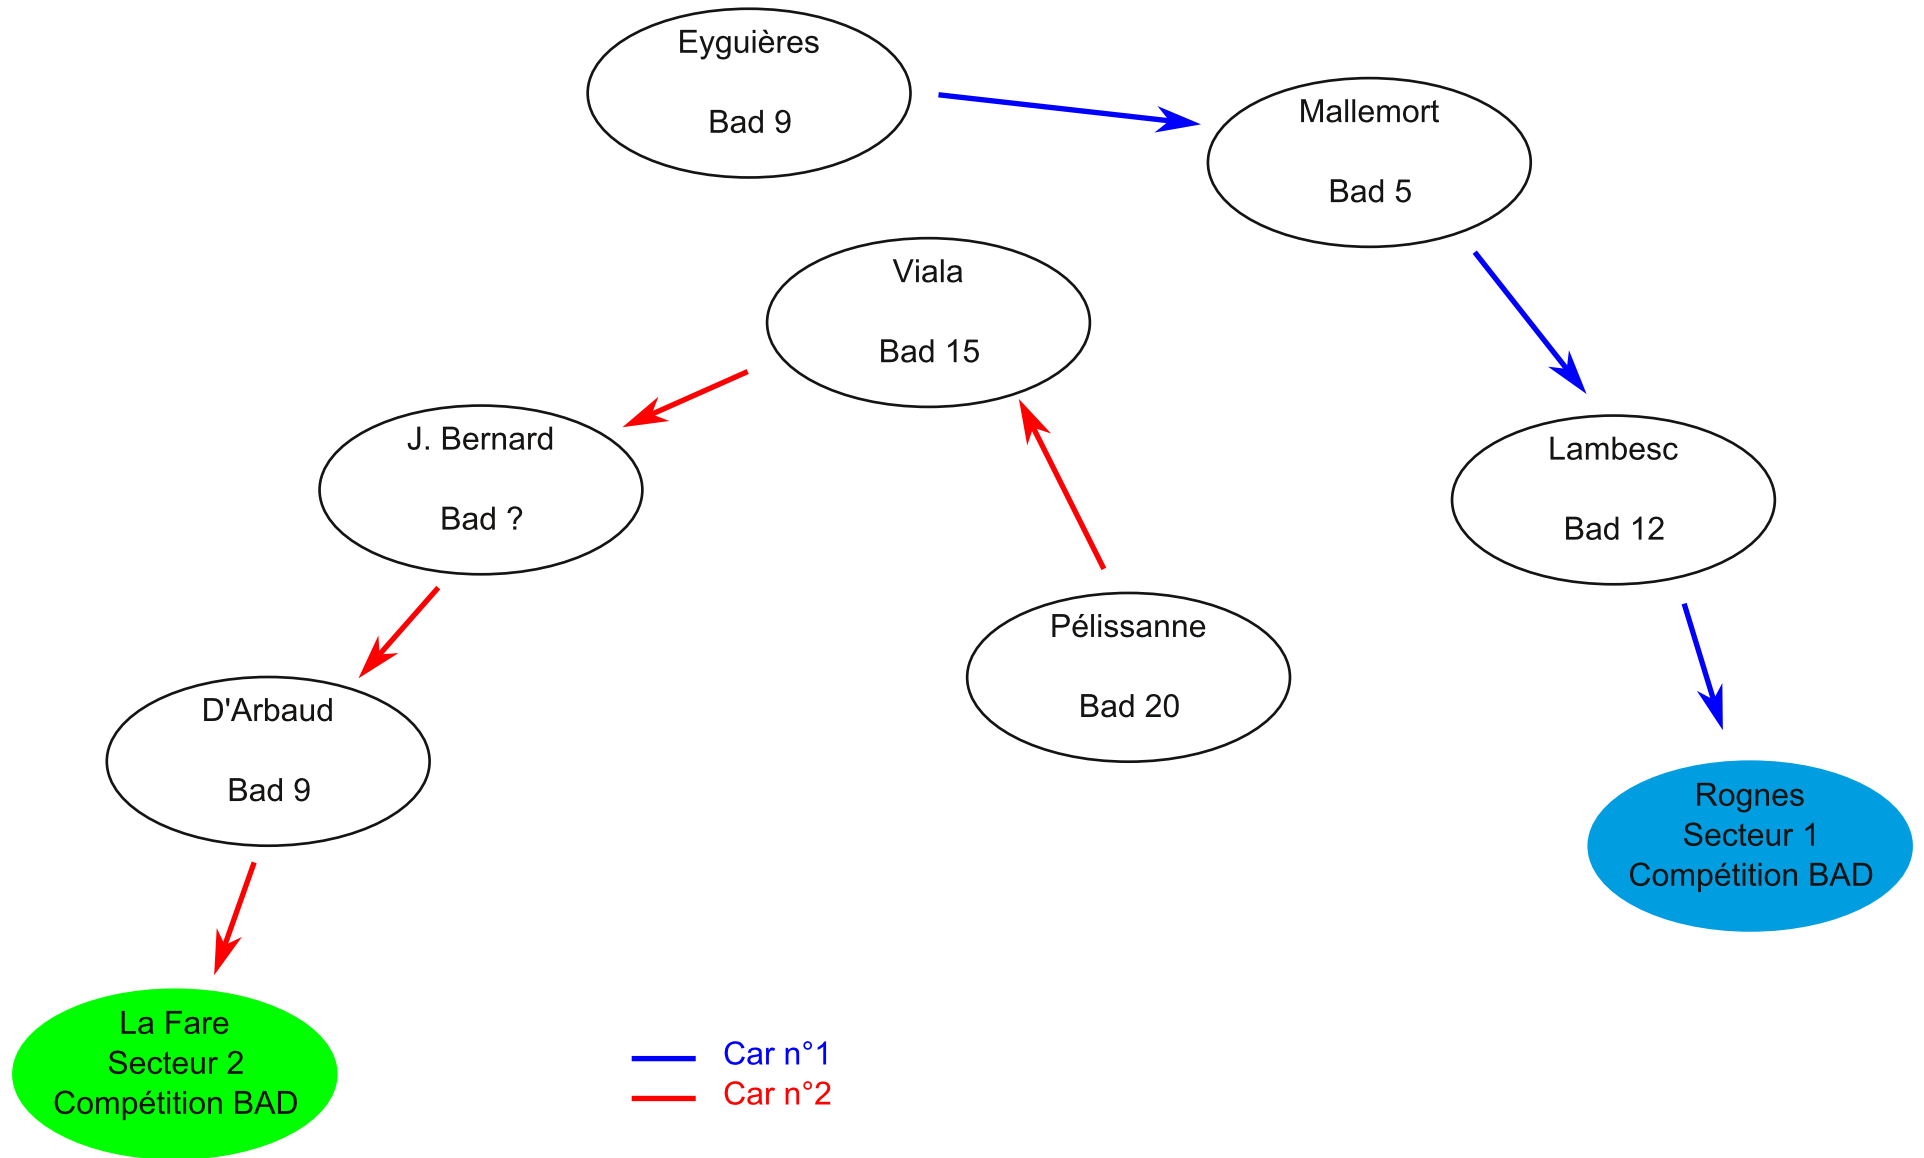 Eyguières
Bad 9
Mallemort
Bad 5
Viala
Bad 15
J. Bernard
Bad ?
Lambesc
Bad 12
Pélissanne
Bad 20
D'Arbaud
Bad 9
Rognes
Secteur 1
Compétition BAD
La Fare
Secteur 2
Compétition BAD
Car n°1
Car n°2